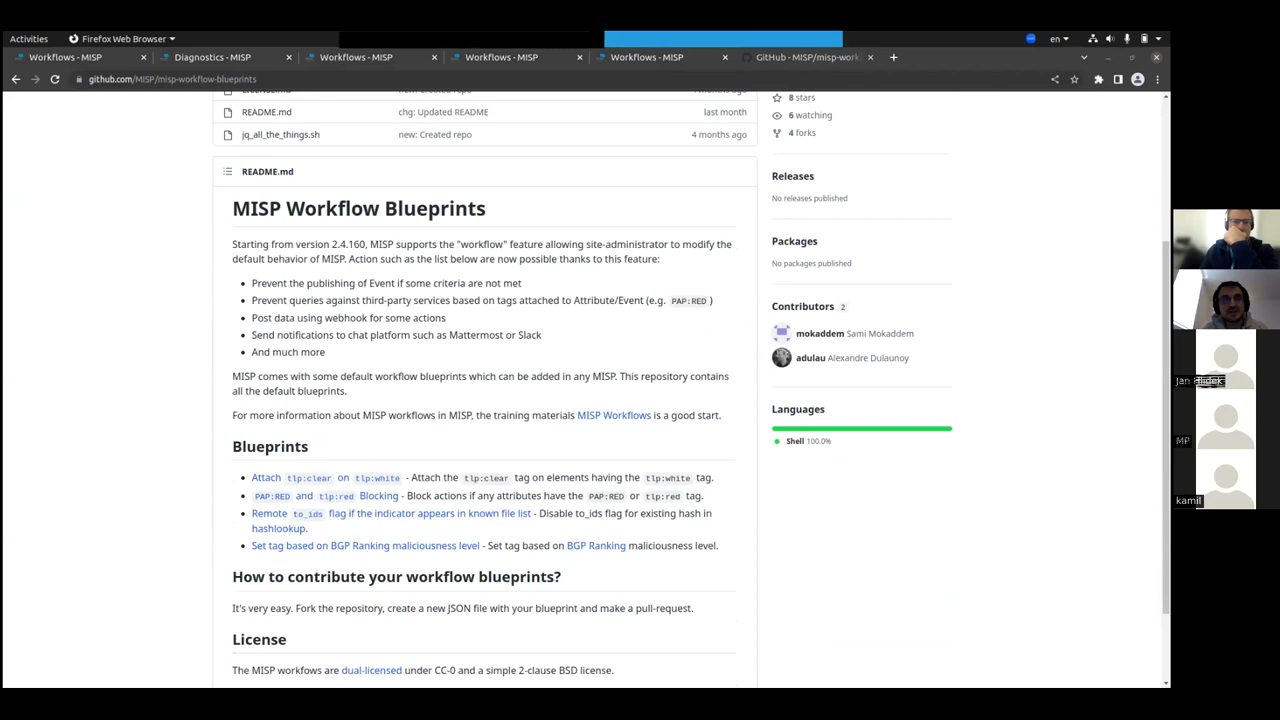 Activities
Firefox Web Browser
en
Workflows - MISP
Diagnostics - MISP
Workflows - MISP
Workflows - MISP
Workflows - MISP
GitHub - MISP/misp-work
github.com/MISP/misp-workflow-blueprints
new: Created repo
README.md
chg: Updated README
last month
jq_all_the_things.sh
new: Created repo
4 months ago
README.md
MISP Workflow Blueprints
Starting from version 2.4.160, MISP supports the "workflow" feature allowing site-administrator to modify the
default behavior of MISP. Action such as the list below are now possible thanks to this feature:
• Prevent the publishing of Event if some criteria are not met
• Prevent queries against third-party services based on tags attached to Attribute/Event (e.g. PAP:RED )
• Post data using webhook for some actions
• Send notifications to chat platform such as Mattermost or Slack
• And much more
MISP comes with some default workflow blueprints which can be added in any MISP. This repository contains
all the default blueprints.
For more information about MISP workflows in MISP, the training materials MISP Workflows is a good start.
Blueprints
• Attach tlp:clear on tlp:white - Attach the tlp:clear tag on elements having the tlp:white tag.
• PAP:RED and tlp:red Blocking - Block actions if any attributes have the PAP:RED or tlp:red tag.
• Remote to_ids flag if the indicator appears in known file list - Disable to_ids flag for existing hash in
hashlookup.
• Set tag based on BGP Ranking maliciousness level - Set tag based on BGP Ranking maliciousness level.
How to contribute your workflow blueprints?
It's very easy. Fork the repository, create a new JSON file with your blueprint and make a pull-request.
License
The MISP workfows are dual-licensed under CC-0 and a simple 2-clause BSD license.
8 stars
6 watching
4 forks
Releases
No releases published
Packages
No packages published
Contributors 2
mokaddem Sami Mokaddem
adulau Alexandre Dulaunoy
Languages
Shell 100.0%
Jan
MP
kamil